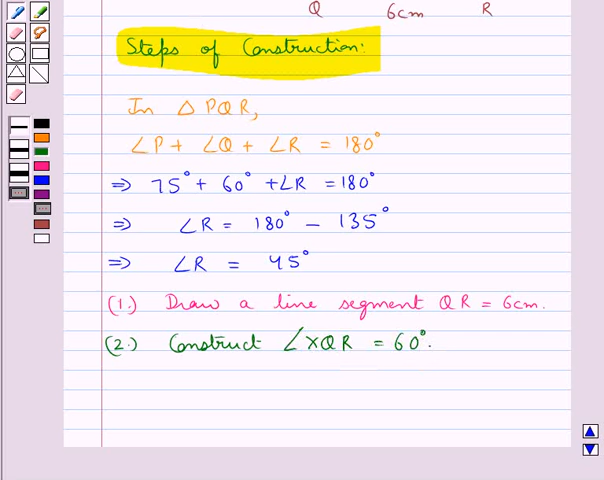 Q 6cm R
Steps of Construction:
In △ PQR,
∠P + ∠Q + ∠R = 180°
⇒ 75° + 60° + ∠R = 180°
⇒ ∠R = 180° - 135°
⇒ ∠R = 45°
(1.) Draw a line segment QR = 6cm.
(2.) Construct ∠XQR = 60°.